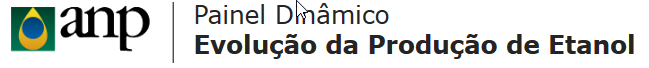 anp
Painel Dinâmico
Evolução da Produção de Etanol